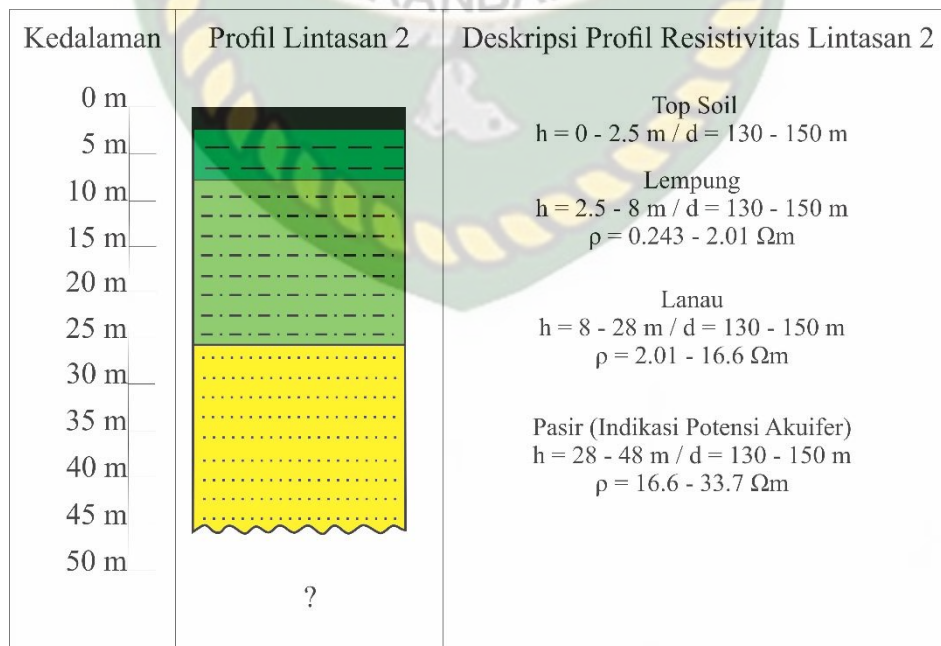 RANDA
Kedalaman
Profil Lintasan 2
Deskripsi Profil Resistivitas Lintasan 2
0 m
5 m
10 m
15 m
20 m
25 m
30 m
35 m
40 m
45 m
50 m
?
Top Soil
h = 0 - 2.5 m / d = 130 - 150 m
Lempung
h = 2.5 - 8 m / d = 130 - 150 m
ρ = 0.243 - 2.01 Ωm
Lanau
h = 8 - 28 m / d = 130 - 150 m
ρ = 2.01 - 16.6 Ωm
Pasir (Indikasi Potensi Akuifer)
h = 28 - 48 m / d = 130 - 150 m
ρ = 16.6 - 33.7 Ωm